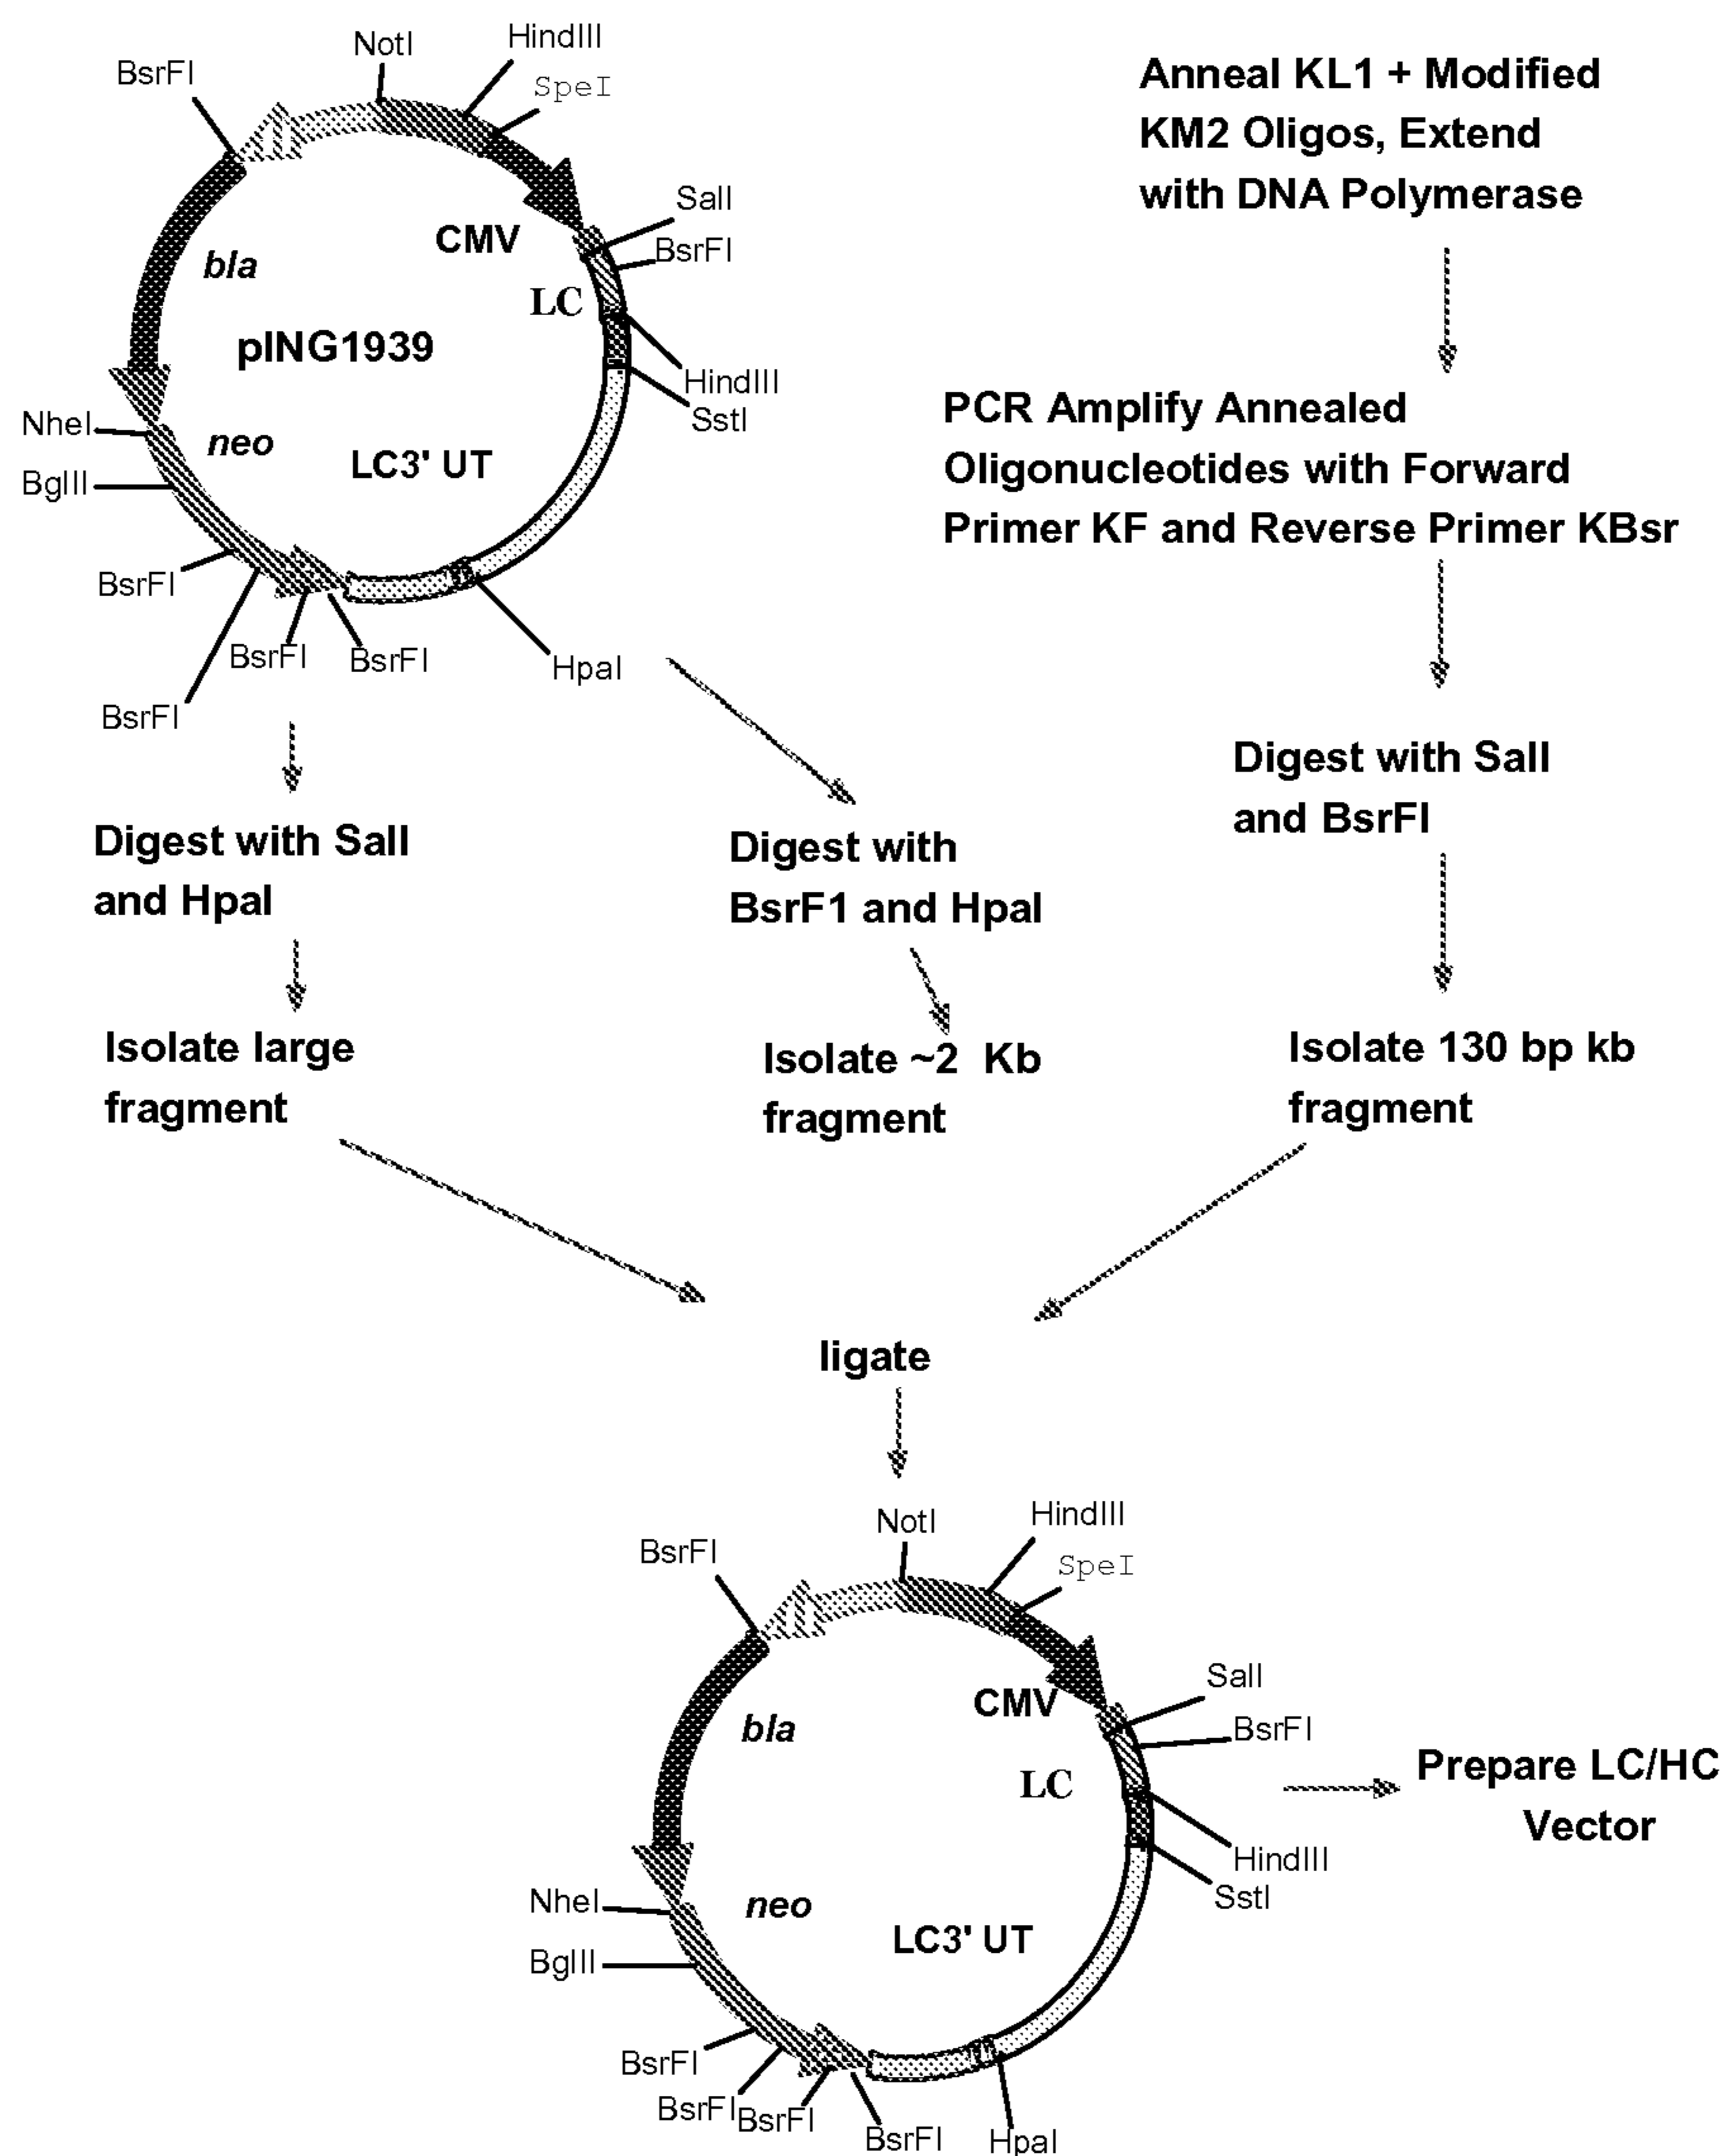 NotI
HindIII
BsrFI
SpeI
SalI
CMV
BsrFI
bla
LC
pING1939
HindIII
SstI
NheI
neo
LC3' UT
BglII
BsrFI
BsrFI
BsrFI
HpaI
BsrFI
Anneal KL1 + Modified
KM2 Oligos, Extend
with DNA Polymerase
PCR Amplify Annealed
Oligonucleotides with Forward
Primer KF and Reverse Primer KBsr
Digest with SalI
and HpaI
Digest with
BsrF1 and HpaI
Digest with SalI
and BsrFI
Isolate large
fragment
Isolate ~2 Kb
fragment
Isolate 130 bp kb
fragment
ligate
NotI
HindIII
BsrFI
SpeI
SalI
CMV
BsrFI
bla
LC
HindIII
SstI
NheI
neo
LC3' UT
BglII
BsrFI
BsrFI
BsrFI
BsrFI
HpaI
Prepare LC/HC
Vector